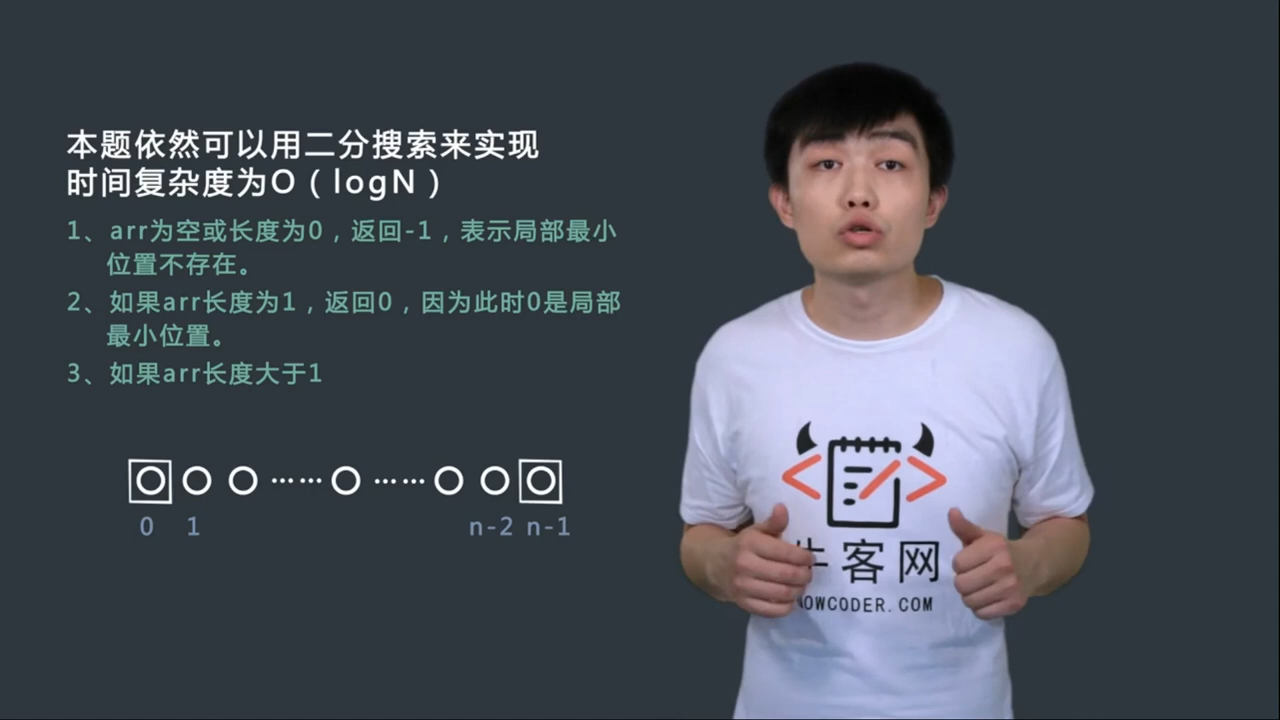 本题依然可以用二分搜索来实现
时间复杂度为O（logN）
1、arr为空或长度为0，返回-1，表示局部最小
位置不存在。
2、如果arr长度为1，返回0，因为此时0是局部
最小位置。
3、如果arr长度大于1
…… ……
0 1 n-2 n-1
牛客网
NOWCODER.COM